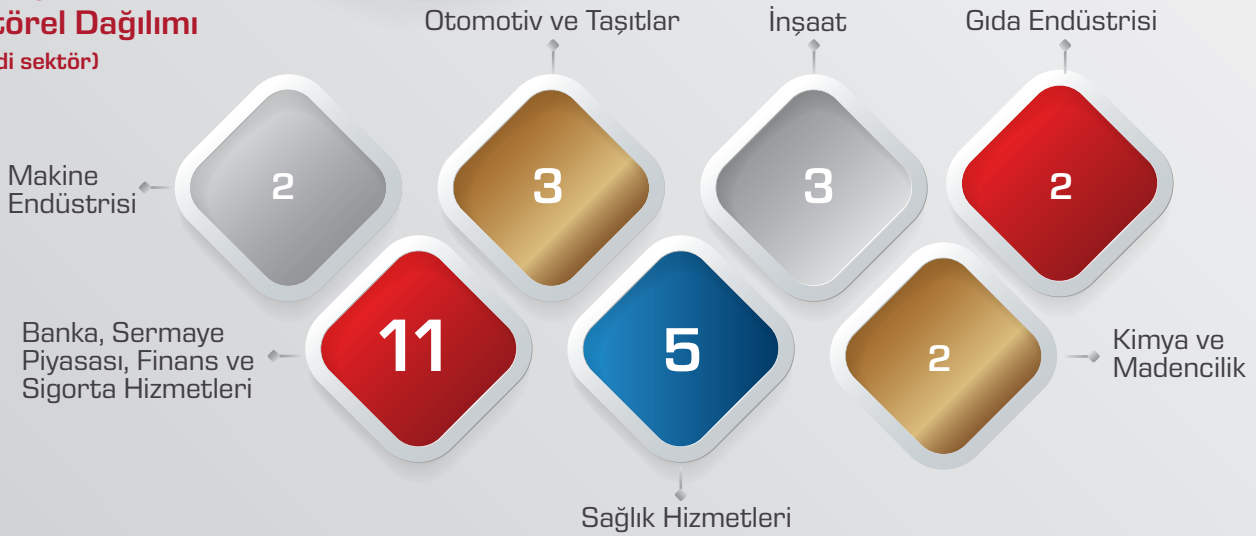 törel Dağılımı
di sektör)
Otomotiv ve Taşıtlar
İnşaat
Gıda Endüstrisi
Makine
Endüstrisi
2
3
3
2
Banka, Sermaye
Piyasası, Finans ve
Sigorta Hizmetleri
11
5
2
Kimya ve
Madencilik
Sağlık Hizmetleri